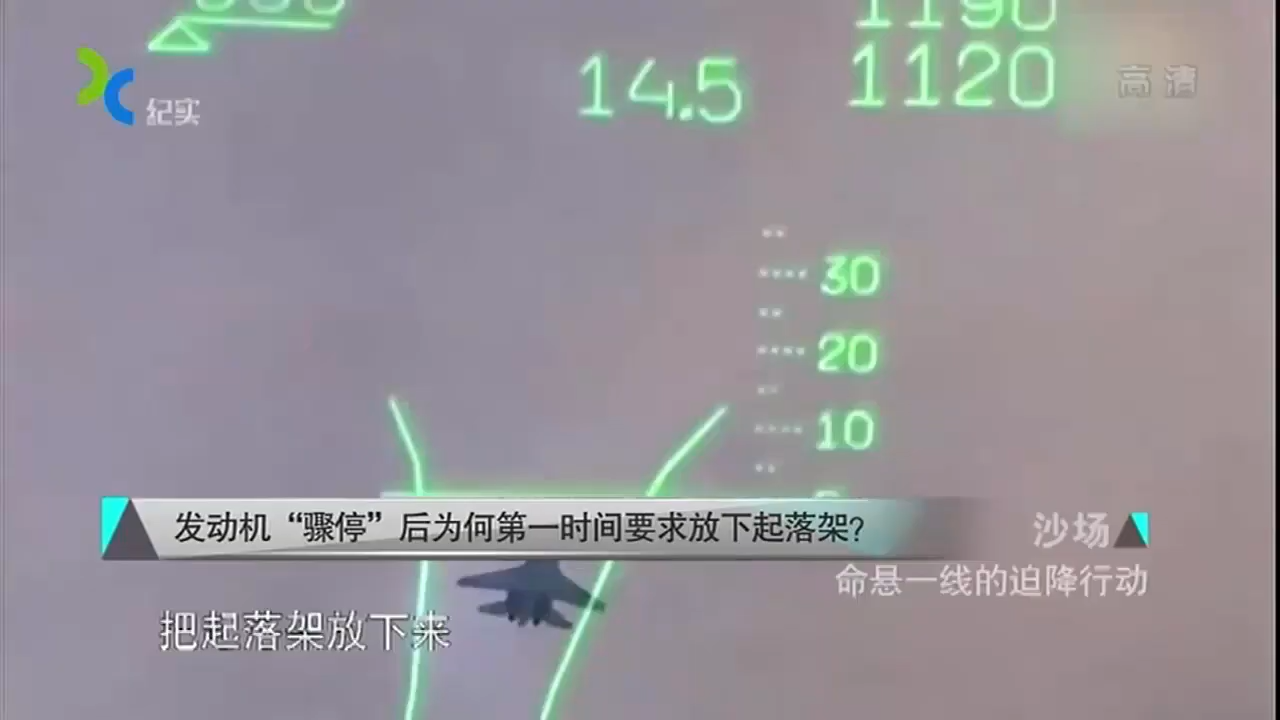 1190
14.5
1120
高清
纪实
30
20
10
发动机“骤停”后为何第一时间要求放下起落架?
沙场
命悬一线的迫降行动
把起落架放下来